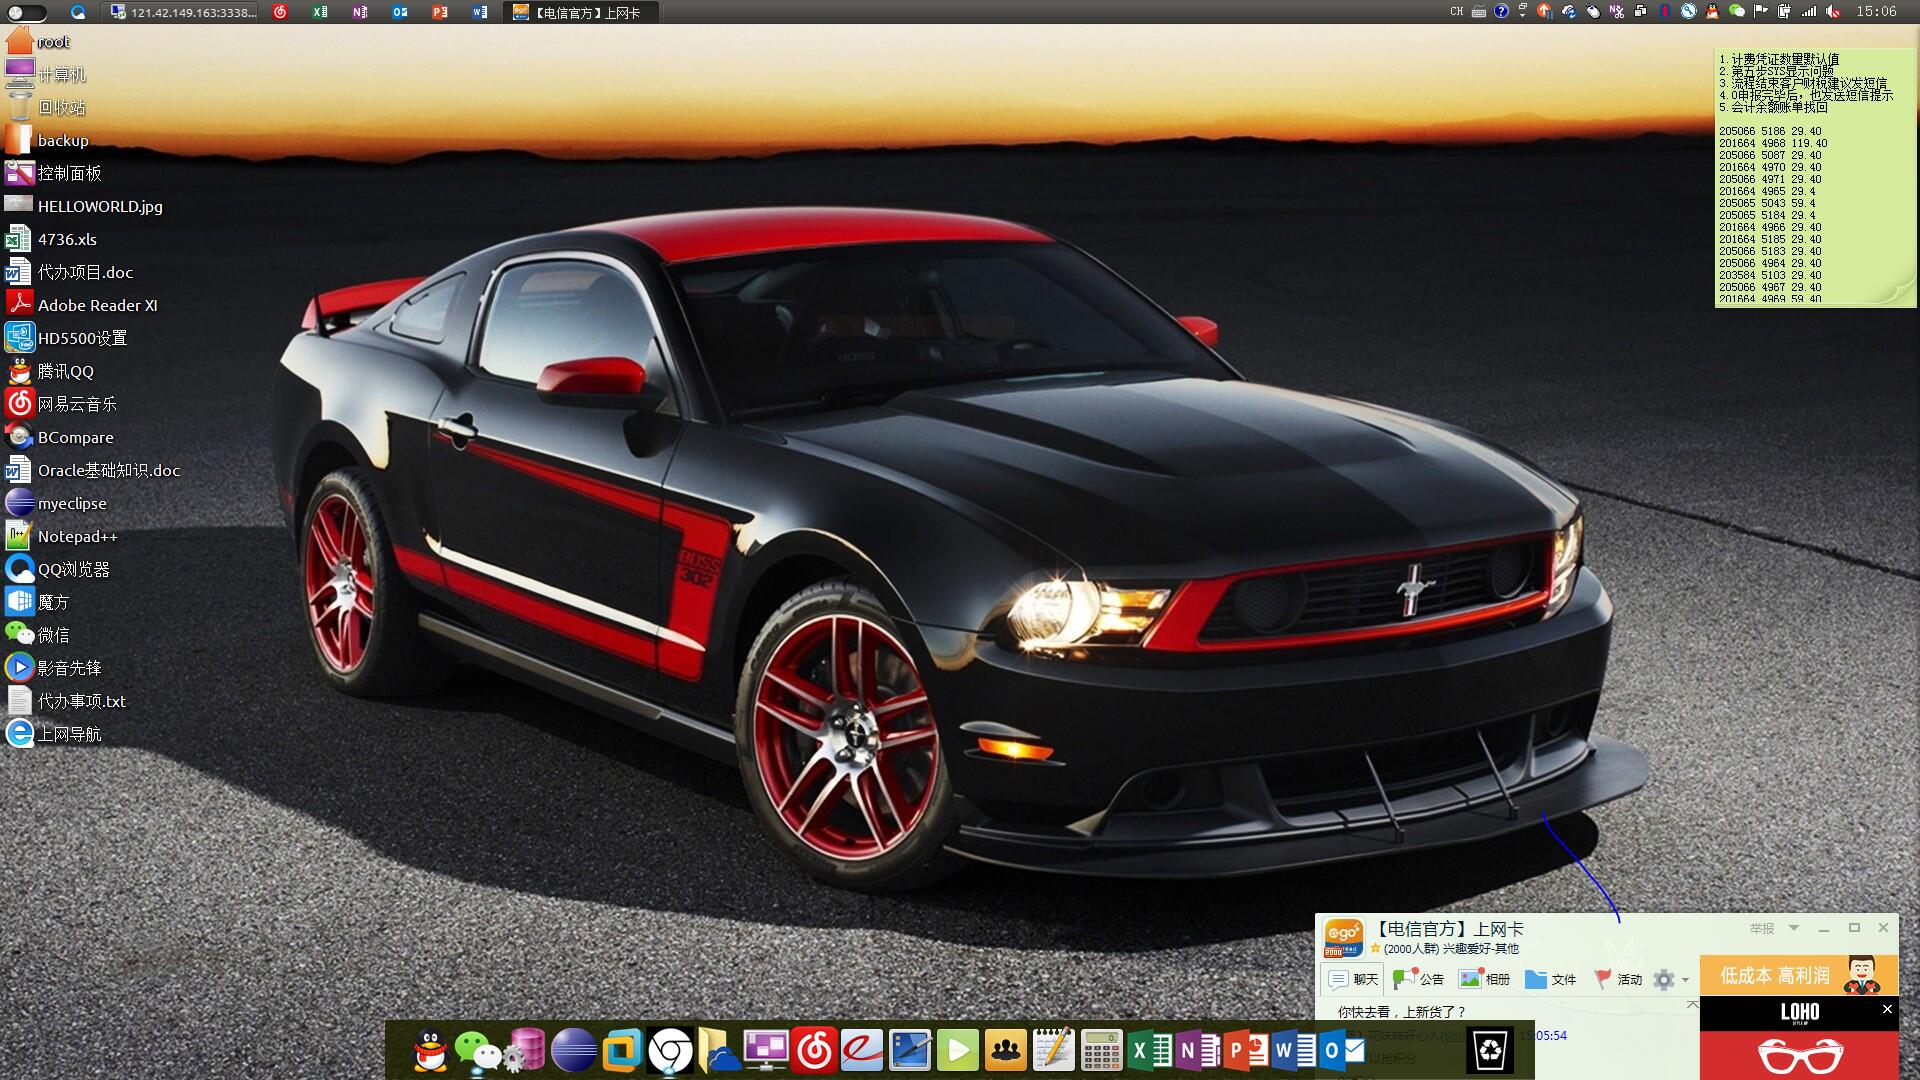 121.42.149.163:3338...
【电信官方】上网卡
CH
15:06
root
计算机
回收站
backup
控制面板
HELLOWORLD.jpg
4736.xls
代办项目.doc
Adobe Reader XI
HD5500设置
腾讯QQ
网易云音乐
BCompare
Oracle基础知识.doc
myeclipse
Notepad++
QQ浏览器
魔方
微信
影音先锋
代办事项.txt
上网导航
1.计费凭证数里默认值
2.第五步SYS显示问题
3.流程结束客户财税建议发短信
4.0申报完毕后，也发送短信提示
5.会计余额账单找回
205066 5186 29.40
201664 4968 119.40
205066 5087 29.40
201664 4970 29.40
205066 4971 29.40
201664 4965 29.4
205065 5043 59.4
205065 5184 29.4
201664 4966 29.40
201664 5185 29.40
205066 5183 29.40
205066 4964 29.40
203584 5103 29.40
205066 4967 29.40
201664 4969 59.40
BOSS
302
【电信官方】上网卡
举报
(2000人群) 兴趣爱好-其他
聊天
公告
相册
文件
活动
低成本 高利润
LOHO
你快去看，上新货了？
15:05:54